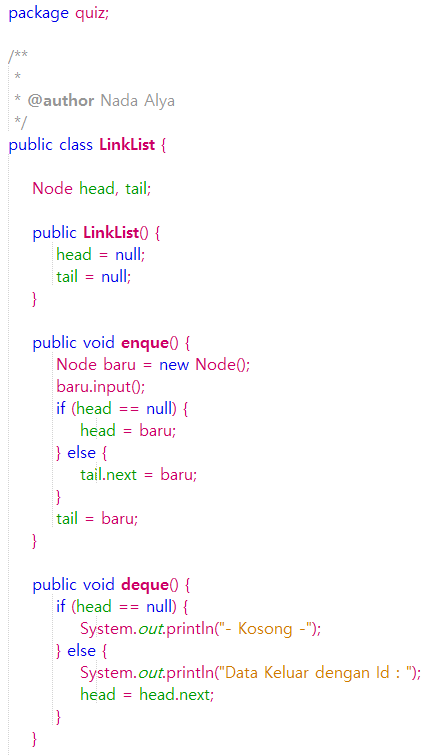 package quiz;
/**
 *
 * @author Nada Alya
 */
public class LinkList {
    Node head, tail;
    public LinkList() {
        head = null;
        tail = null;
    }
    public void enque() {
        Node baru = new Node();
        baru.input();
        if (head == null) {
            head = baru;
        } else {
            tail.next = baru;
        }
        tail = baru;
    }
    public void deque() {
        if (head == null) {
            System.out.println("- Kosong -");
        } else {
            System.out.println("Data Keluar dengan Id : ");
            head = head.next;
        }
    }